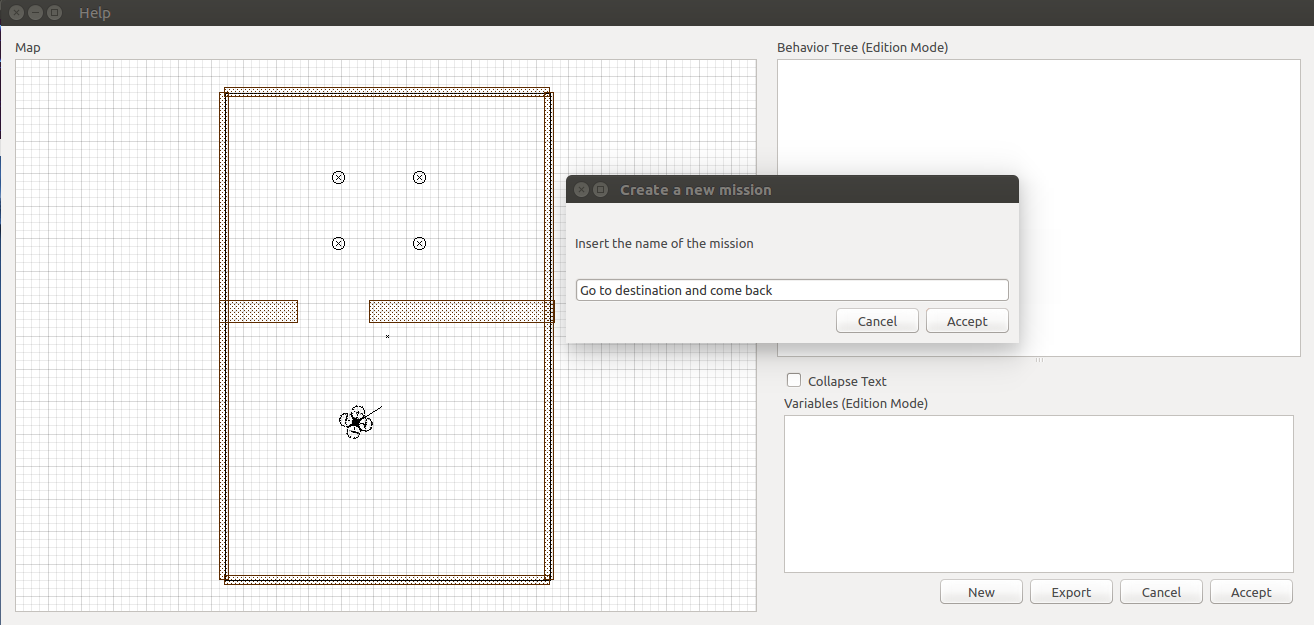 Help
Map
Behavior Tree (Edition Mode)
Create a new mission
Insert the name of the mission
Go to destination and come back
Cancel
Accept
Collapse Text
Variables (Edition Mode)
New
Export
Cancel
Accept